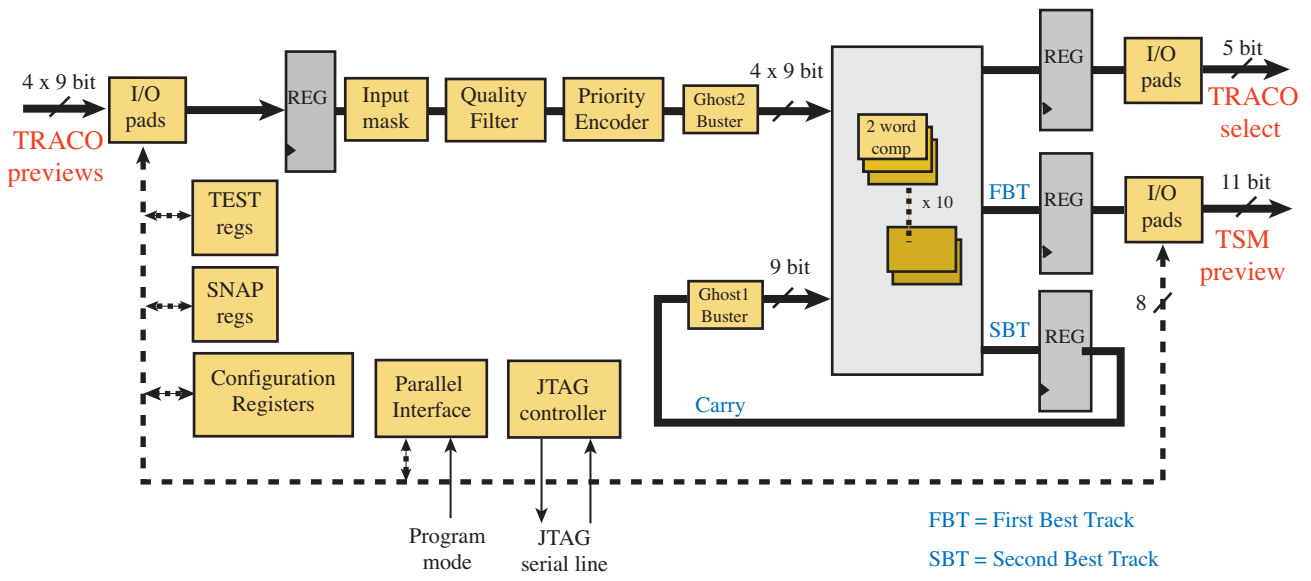 4 x 9 bit
I/O
pads
TRACO
previews
REG
Input
mask
Quality
Filter
Priority
Encoder
Ghost2
Buster
4 x 9 bit
2 word
comp
x 10
REG
I/O
pads
5 bit
TRACO
select
FBT
REG
I/O
pads
11 bit
TSM
preview
8
TEST
regs
SNAP
regs
Configuration
Registers
Parallel
Interface
JTAG
controller
Ghost1
Buster
9 bit
SBT
REG
Carry
Program
mode
JTAG
serial line
FBT = First Best Track
SBT = Second Best Track